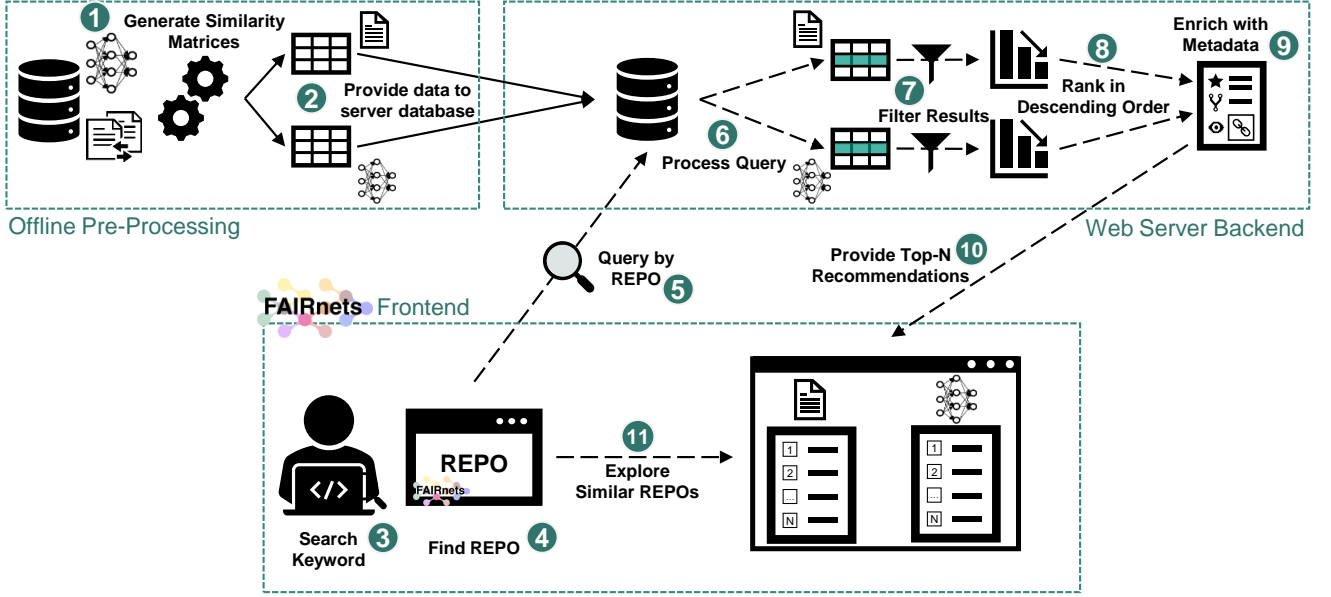 1
Generate Similarity
Matrices
2
Provide data to
server database
Offline Pre-Processing
6
Process Query
7
Filter Results
8
Rank in
Descending Order
Enrich with
Metadata
9
Web Server Backend
Query by
REPO
5
Provide Top-N
10
Recommendations
FAIRnets Frontend
</>
Search
Keyword
3
REPO
FAIRnets
Find REPO
4
11
Explore
Similar REPOs
1
2
...
N
1
2
...
N